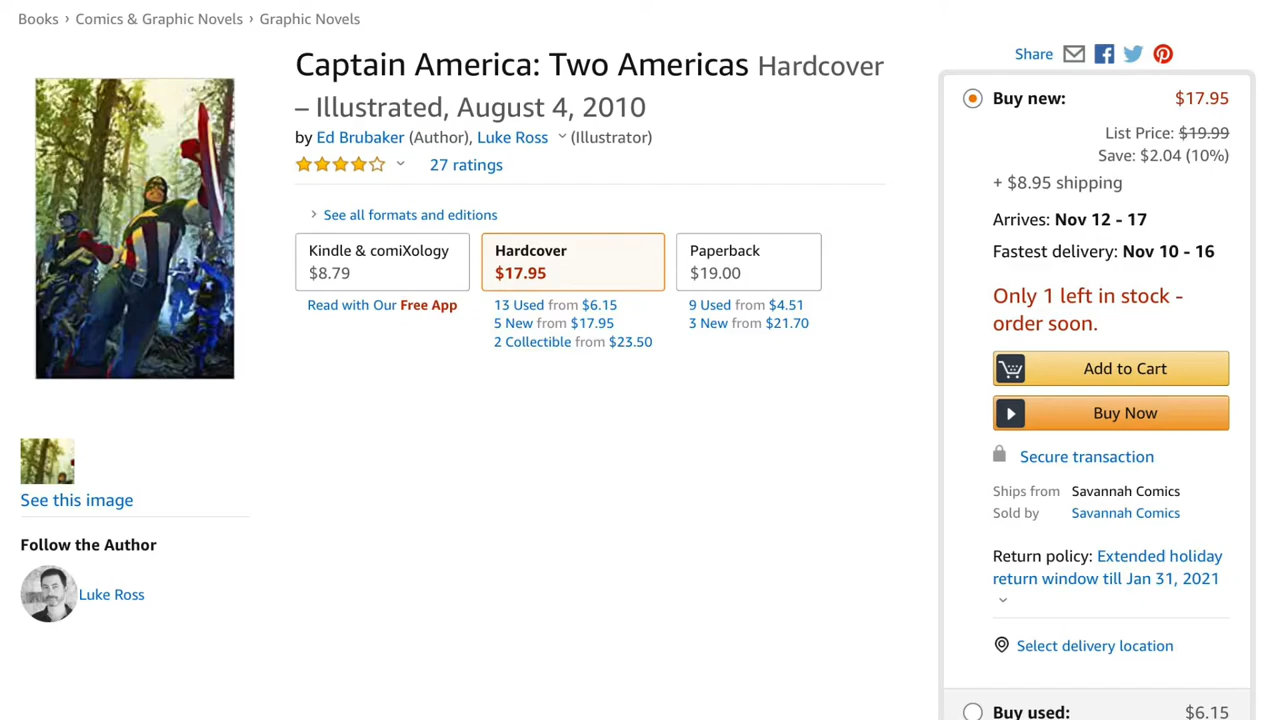 Books › Comics & Graphic Novels › Graphic Novels
Captain America: Two Americas Hardcover
– Illustrated, August 4, 2010
by Ed Brubaker (Author), Luke Ross (Illustrator)
27 ratings
See all formats and editions
Kindle & comiXology
$8.79
Read with Our Free App
Hardcover
$17.95
13 Used from $6.15
5 New from $17.95
2 Collectible from $23.50
Paperback
$19.00
9 Used from $4.51
3 New from $21.70
See this image
Follow the Author
Luke Ross
Share
Buy new: $17.95
List Price: $19.99
Save: $2.04 (10%)
+ $8.95 shipping
Arrives: Nov 12 - 17
Fastest delivery: Nov 10 - 16
Only 1 left in stock -
order soon.
Add to Cart
Buy Now
Secure transaction
Ships from Savannah Comics
Sold by Savannah Comics
Return policy: Extended holiday
return window till Jan 31, 2021
Select delivery location
Buy used: $6.15